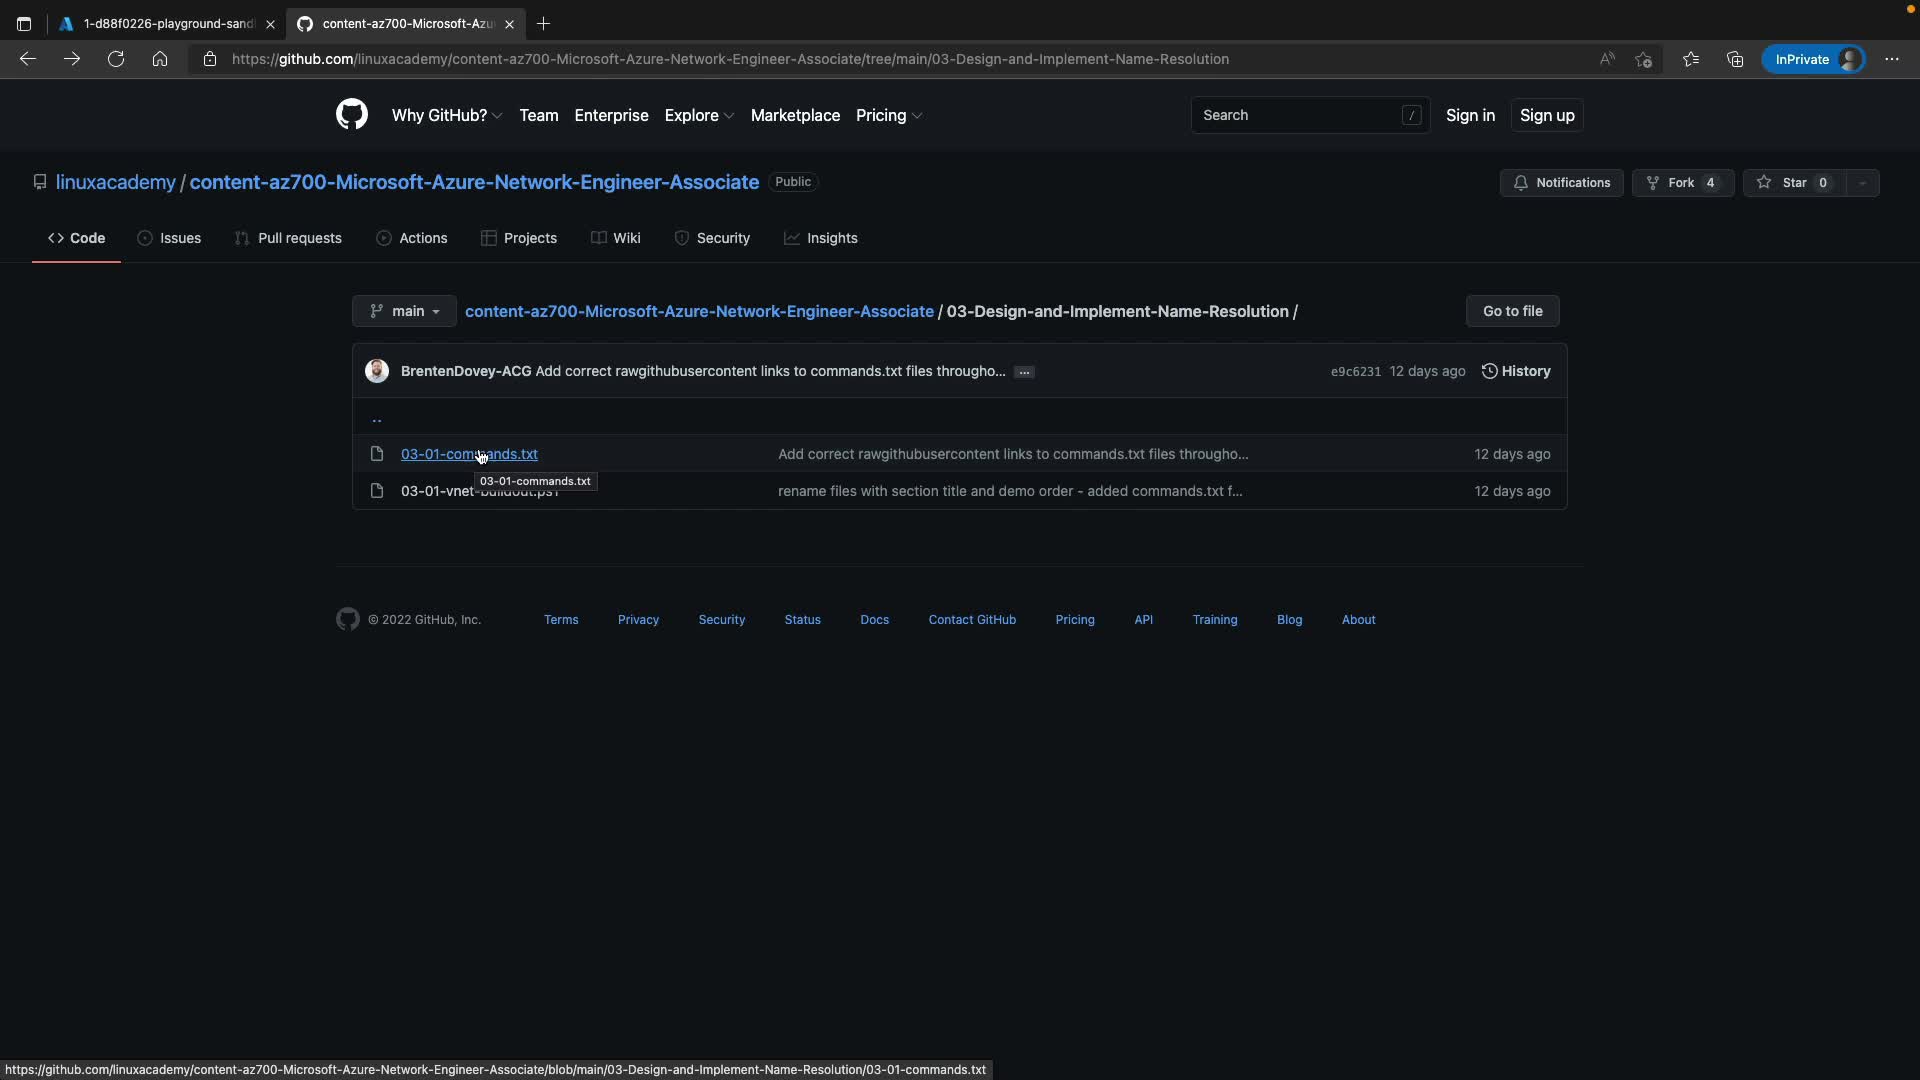 1-d88f0226-playground-sand
content-az700-Microsoft-Azu
https://github.com/linuxacademy/content-az700-Microsoft-Azure-Network-Engineer-Associate/tree/main/03-Design-and-Implement-Name-Resolution
InPrivate
Why GitHub? Team Enterprise Explore Marketplace Pricing
Search /
Sign in
Sign up
linuxacademy / content-az700-Microsoft-Azure-Network-Engineer-Associate Public
Notifications
Fork 4
Star 0
Code Issues Pull requests Actions Projects Wiki Security Insights
main
content-az700-Microsoft-Azure-Network-Engineer-Associate / 03-Design-and-Implement-Name-Resolution /
Go to file
BrentenDovey-ACG Add correct rawgithubusercontent links to commands.txt files througho... ...
e9c6231 12 days ago History
..
03-01-commands.txt Add correct rawgithubusercontent links to commands.txt files througho... 12 days ago
03-01-commands.txt
03-01-vnet-buildout.ps1 rename files with section title and demo order - added commands.txt f... 12 days ago
© 2022 GitHub, Inc. Terms Privacy Security Status Docs Contact GitHub Pricing API Training Blog About
https://github.com/linuxacademy/content-az700-Microsoft-Azure-Network-Engineer-Associate/blob/main/03-Design-and-Implement-Name-Resolution/03-01-commands.txt